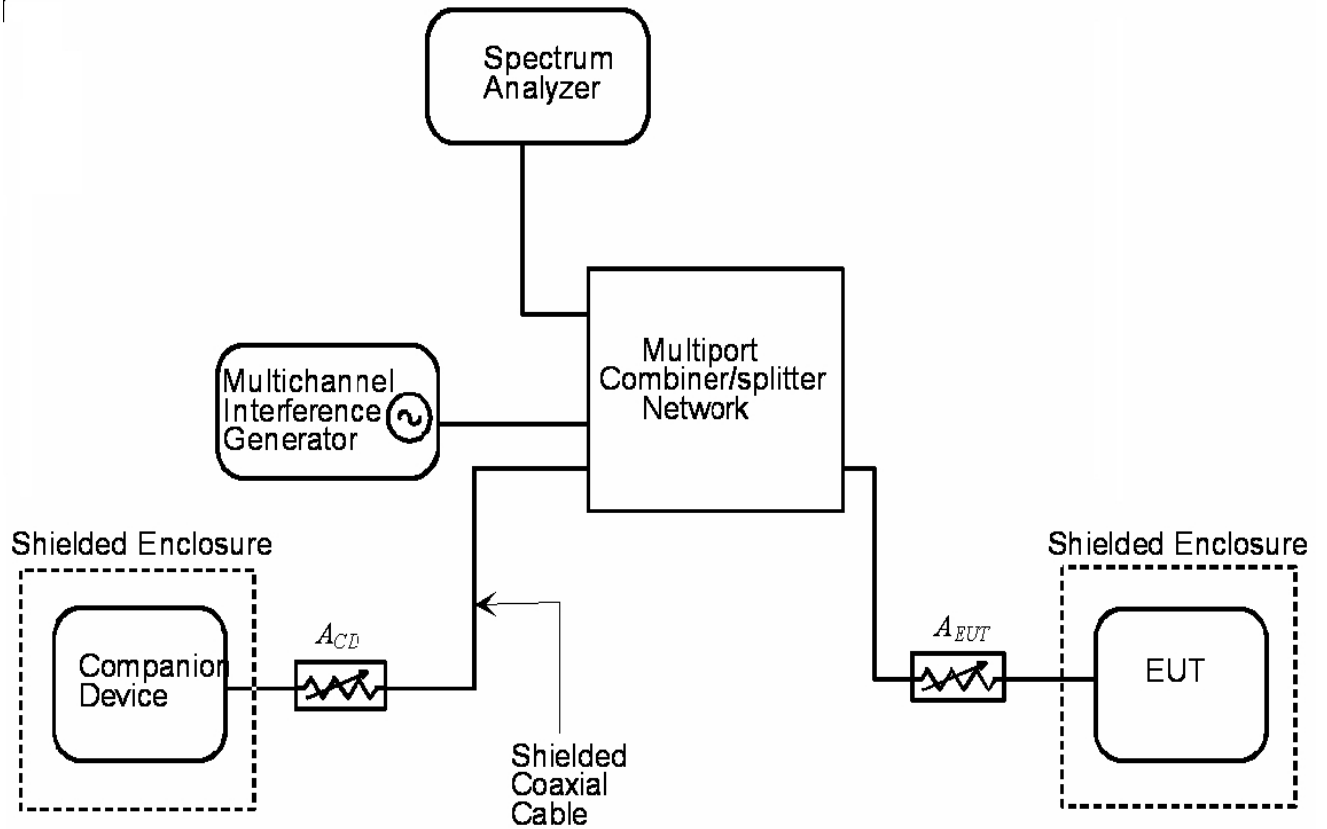 Spectrum
Analyzer
Multiport
Combiner/splitter
Network
Multichannel
Interference
Generator
Shielded Enclosure
Shielded Enclosure
A_CD
A_EUT
Companion
Device
EUT
Shielded
Coaxial
Cable